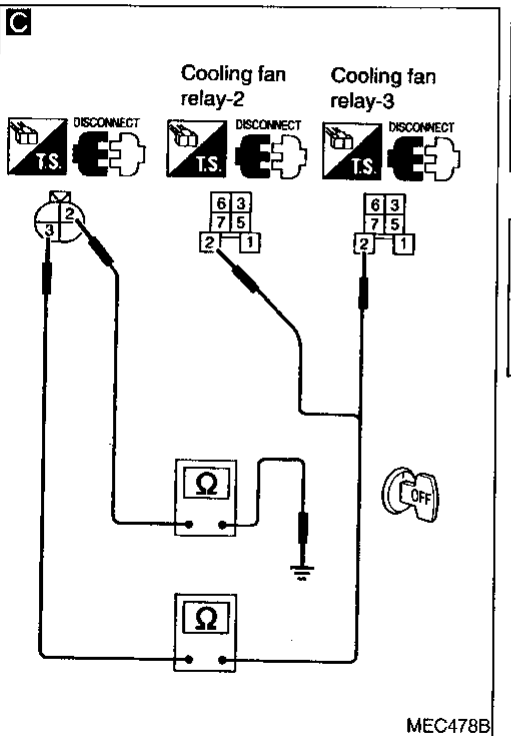 C
Cooling fan Cooling fan
relay-2 relay-3
DISCONNECT DISCONNECT DISCONNECT
T.S. T.S. T.S.
2 6 3 6 3
3 7 5 7 5
2 1 2 1
Ω
OFF
Ω
MEC478B